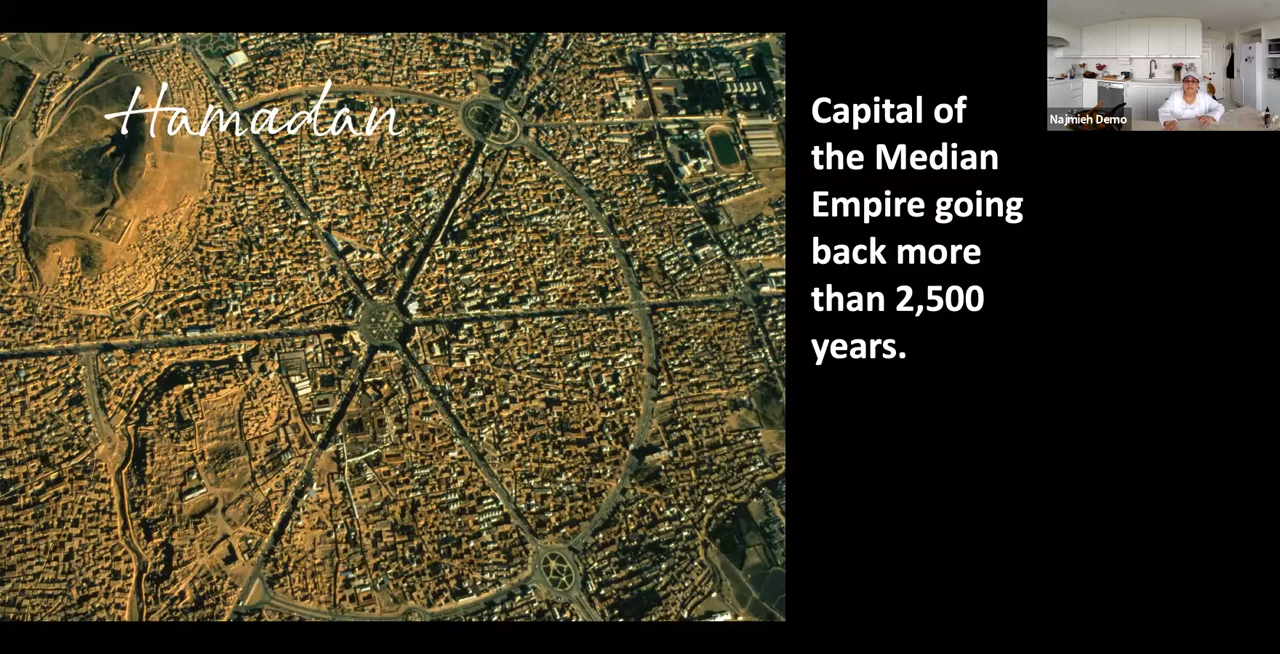 Hamadan
Capital of
the Median
Empire going
back more
than 2,500
years.
Najmieh Demo